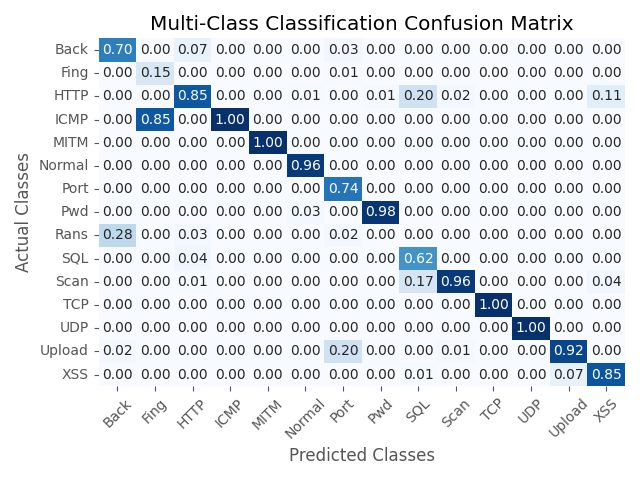 Multi-Class Classification Confusion Matrix
Actual Classes
Back 0.70 0.00 0.07 0.00 0.00 0.00 0.03 0.00 0.00 0.00 0.00 0.00 0.00 0.00
Fing 0.00 0.15 0.00 0.00 0.00 0.00 0.01 0.00 0.00 0.00 0.00 0.00 0.00 0.00
HTTP 0.00 0.00 0.85 0.00 0.00 0.01 0.00 0.01 0.20 0.02 0.00 0.00 0.00 0.11
ICMP 0.00 0.85 0.00 1.00 0.00 0.00 0.00 0.00 0.00 0.00 0.00 0.00 0.00 0.00
MITM 0.00 0.00 0.00 0.00 1.00 0.00 0.00 0.00 0.00 0.00 0.00 0.00 0.00 0.00
Normal 0.00 0.00 0.00 0.00 0.00 0.96 0.00 0.00 0.00 0.00 0.00 0.00 0.00 0.00
Port 0.00 0.00 0.00 0.00 0.00 0.00 0.74 0.00 0.00 0.00 0.00 0.00 0.00 0.00
Pwd 0.00 0.00 0.00 0.00 0.00 0.03 0.00 0.98 0.00 0.00 0.00 0.00 0.00 0.00
Rans 0.28 0.00 0.03 0.00 0.00 0.00 0.02 0.00 0.00 0.00 0.00 0.00 0.00 0.00
SQL 0.00 0.00 0.04 0.00 0.00 0.00 0.00 0.00 0.62 0.00 0.00 0.00 0.00 0.00
Scan 0.00 0.00 0.01 0.00 0.00 0.00 0.00 0.00 0.17 0.96 0.00 0.00 0.00 0.04
TCP 0.00 0.00 0.00 0.00 0.00 0.00 0.00 0.00 0.00 0.00 1.00 0.00 0.00 0.00
UDP 0.00 0.00 0.00 0.00 0.00 0.00 0.00 0.00 0.00 0.00 0.00 1.00 0.00 0.00
Upload 0.02 0.00 0.00 0.00 0.00 0.00 0.20 0.00 0.00 0.01 0.00 0.00 0.92 0.00
XSS 0.00 0.00 0.00 0.00 0.00 0.00 0.00 0.00 0.01 0.00 0.00 0.00 0.07 0.85
Back Fing HTTP ICMP MITM Normal Port Pwd SQL Scan TCP UDP Upload XSS
Predicted Classes